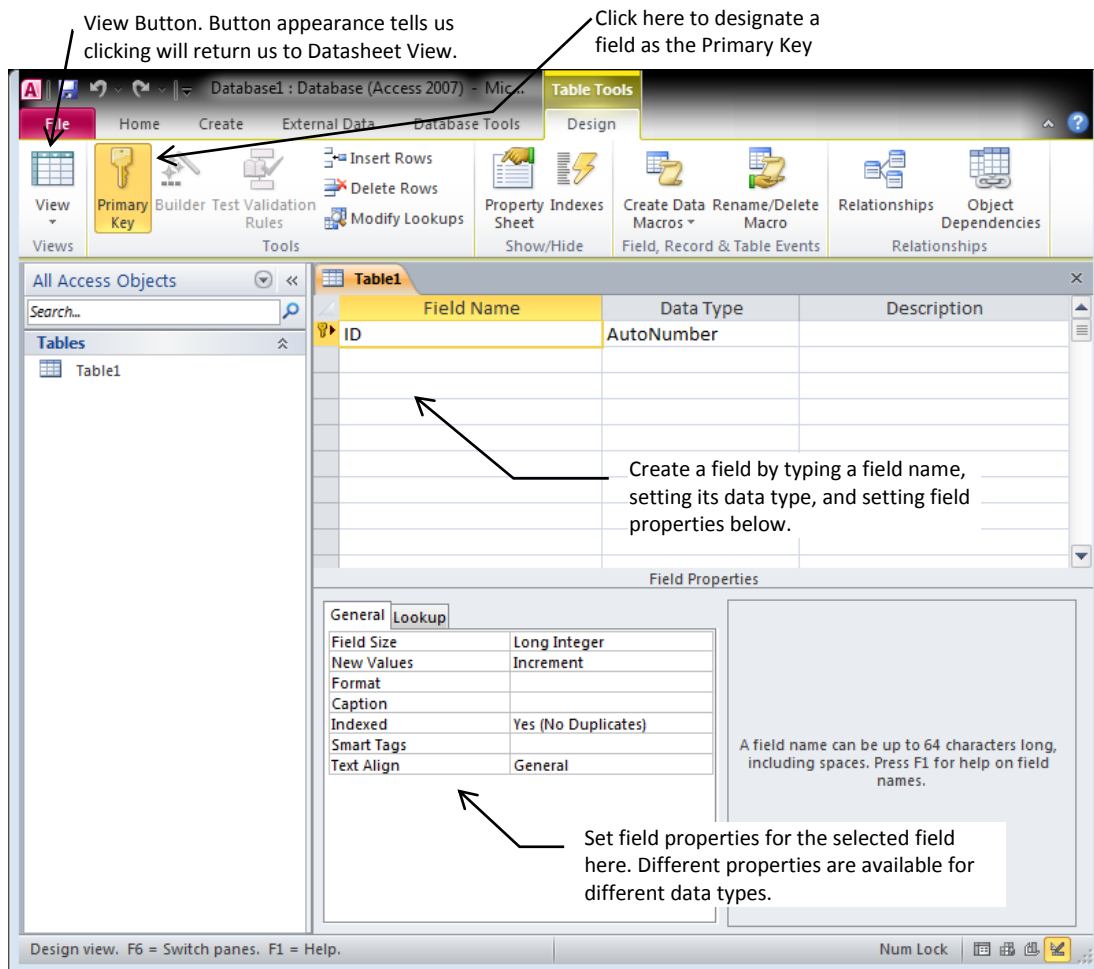 View Button. Button appearance tells us
clicking will return us to Datasheet View.
Click here to designate a
field as the Primary Key
A
Database1 : Database (Access 2007) - Mic...
Table Tools
File
Home
Create
External Data
Database Tools
Design
?
View
Primary
Key
Builder
Test Validation
Rules
Insert Rows
Delete Rows
Modify Lookups
Property
Sheet
Indexes
Create Data
Macros
Rename/Delete
Macro
Relationships
Object
Dependencies
Views
Tools
Show/Hide
Field, Record & Table Events
Relationships
All Access Objects
Search...
Tables
Table1
Table1
Field Name
Data Type
Description
ID
AutoNumber
Create a field by typing a field name,
setting its data type, and setting field
properties below.
Field Properties
General
Lookup
Field Size
Long Integer
New Values
Increment
Format
Caption
Indexed
Yes (No Duplicates)
Smart Tags
Text Align
General
A field name can be up to 64 characters long,
including spaces. Press F1 for help on field
names.
Set field properties for the selected field
here. Different properties are available for
different data types.
Design view. F6 = Switch panes. F1 = Help.
Num Lock